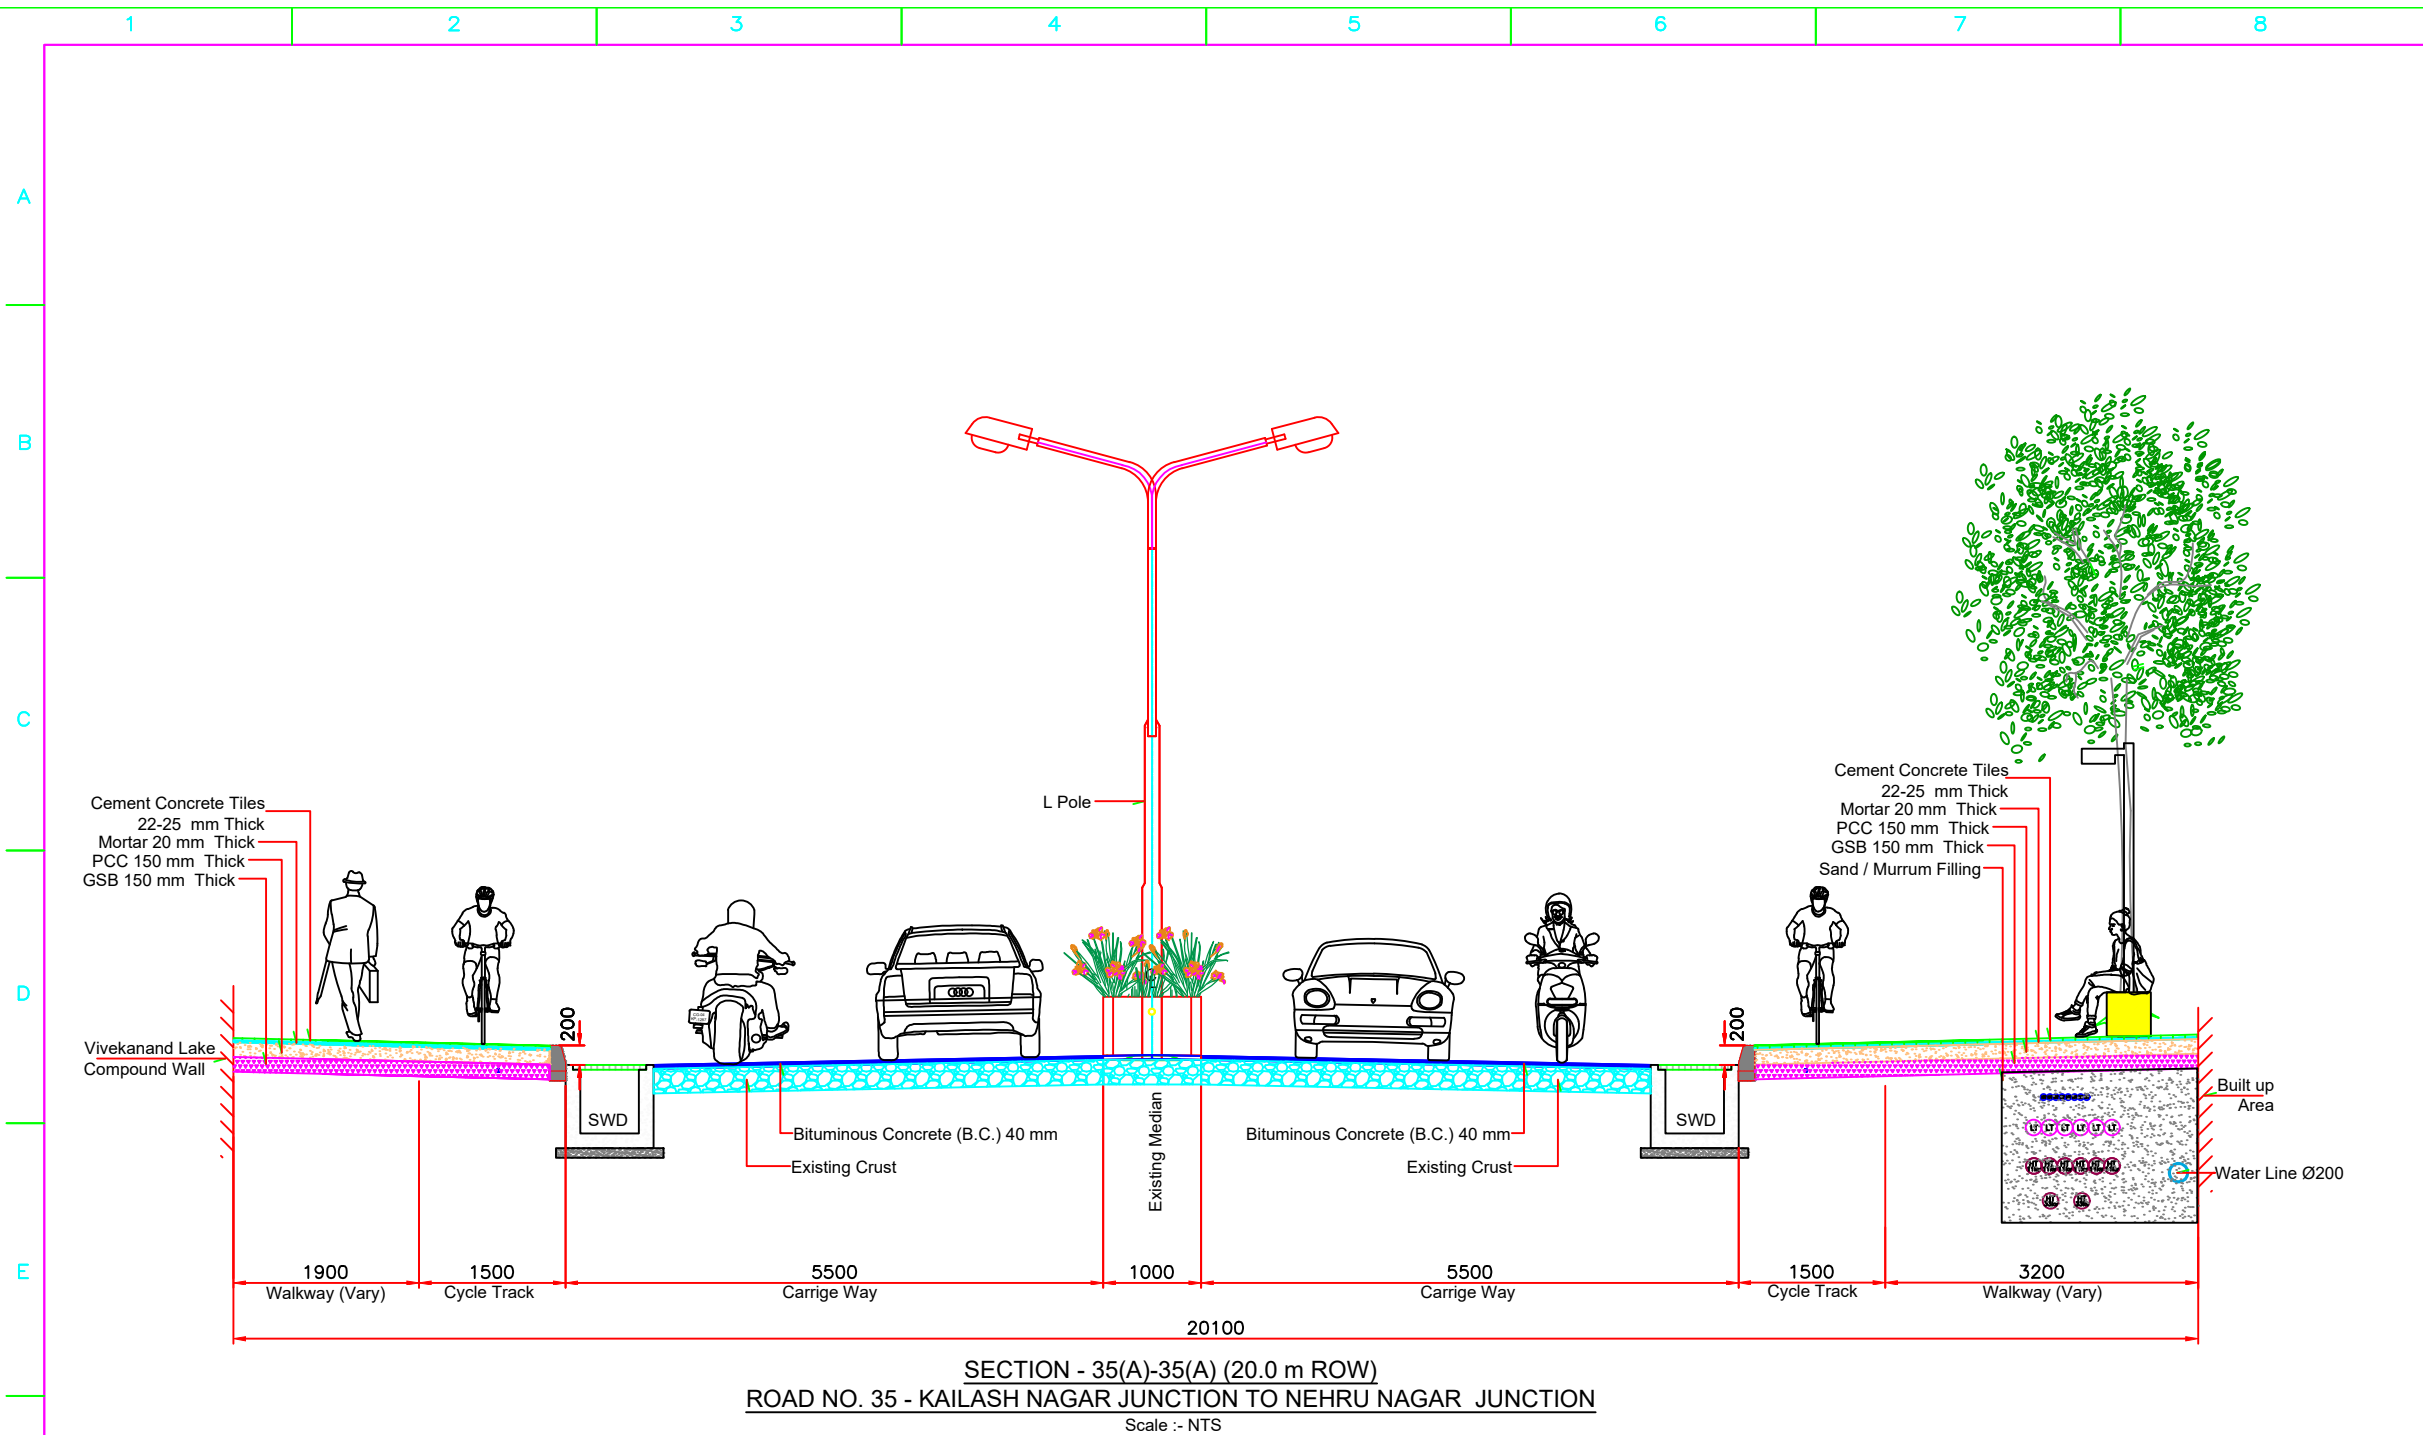 1 2 3 4 5 6 7 8
A
B
C
D
E
Cement Concrete Tiles
22-25 mm Thick
Mortar 20 mm Thick
PCC 150 mm Thick
GSB 150 mm Thick
L Pole
Cement Concrete Tiles
22-25 mm Thick
Mortar 20 mm Thick
PCC 150 mm Thick
GSB 150 mm Thick
Sand / Murrum Filling
200
200
Vivekanand Lake
Compound Wall
SWD
Bituminous Concrete (B.C.) 40 mm
Existing Crust
Existing Median
Bituminous Concrete (B.C.) 40 mm
Existing Crust
SWD
Built up
Area
LT LT LT LT LT LT
Water Line Ø200
1900 1500 5500 1000 5500 1500 3200
Walkway (Vary) Cycle Track Carrige Way Carrige Way Cycle Track Walkway (Vary)
20100
SECTION - 35(A)-35(A) (20.0 m ROW)
ROAD NO. 35 - KAILASH NAGAR JUNCTION TO NEHRU NAGAR JUNCTION
Scale :- NTS